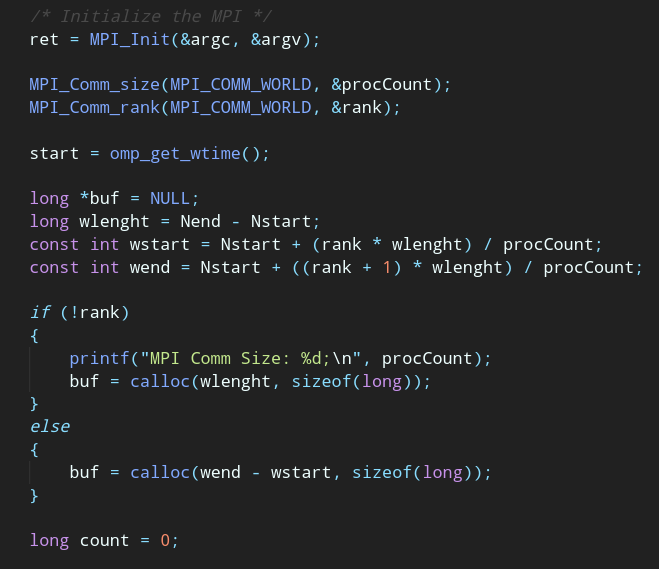 /* Initialize the MPI */
ret = MPI_Init(&argc, &argv);
MPI_Comm_size(MPI_COMM_WORLD, &procCount);
MPI_Comm_rank(MPI_COMM_WORLD, &rank);
start = omp_get_wtime();
long *buf = NULL;
long wlenght = Nend - Nstart;
const int wstart = Nstart + (rank * wlenght) / procCount;
const int wend = Nstart + ((rank + 1) * wlenght) / procCount;
if (!rank)
{
    printf("MPI Comm Size: %d;\n", procCount);
    buf = calloc(wlenght, sizeof(long));
}
else
{
    buf = calloc(wend - wstart, sizeof(long));
}
long count = 0;